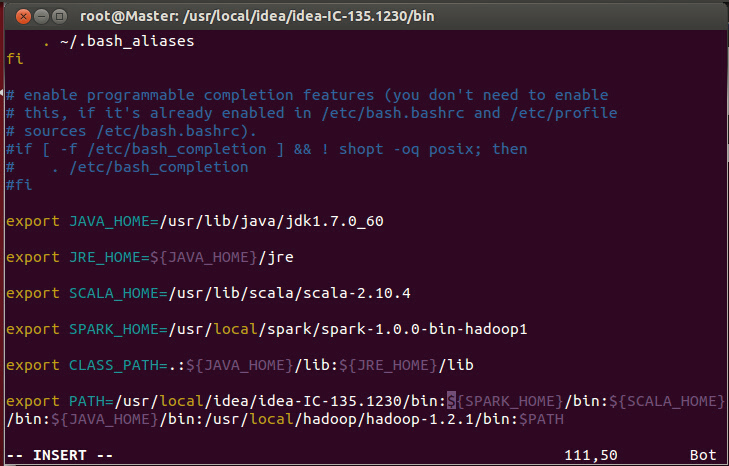 root@Master: /usr/local/idea/idea-IC-135.1230/bin
. ~/.bash_aliases
fi
# enable programmable completion features (you don't need to enable
# this, if it's already enabled in /etc/bash.bashrc and /etc/profile
# sources /etc/bash.bashrc).
#if [ -f /etc/bash_completion ] && ! shopt -oq posix; then
#    . /etc/bash_completion
#fi
export JAVA_HOME=/usr/lib/java/jdk1.7.0_60
export JRE_HOME=${JAVA_HOME}/jre
export SCALA_HOME=/usr/lib/scala/scala-2.10.4
export SPARK_HOME=/usr/local/spark/spark-1.0.0-bin-hadoop1
export CLASS_PATH=.:${JAVA_HOME}/lib:${JRE_HOME}/lib
export PATH=/usr/local/idea/idea-IC-135.1230/bin:${SPARK_HOME}/bin:${SCALA_HOME}
/bin:${JAVA_HOME}/bin:/usr/local/hadoop/hadoop-1.2.1/bin:$PATH
-- INSERT -- 111,50 Bot